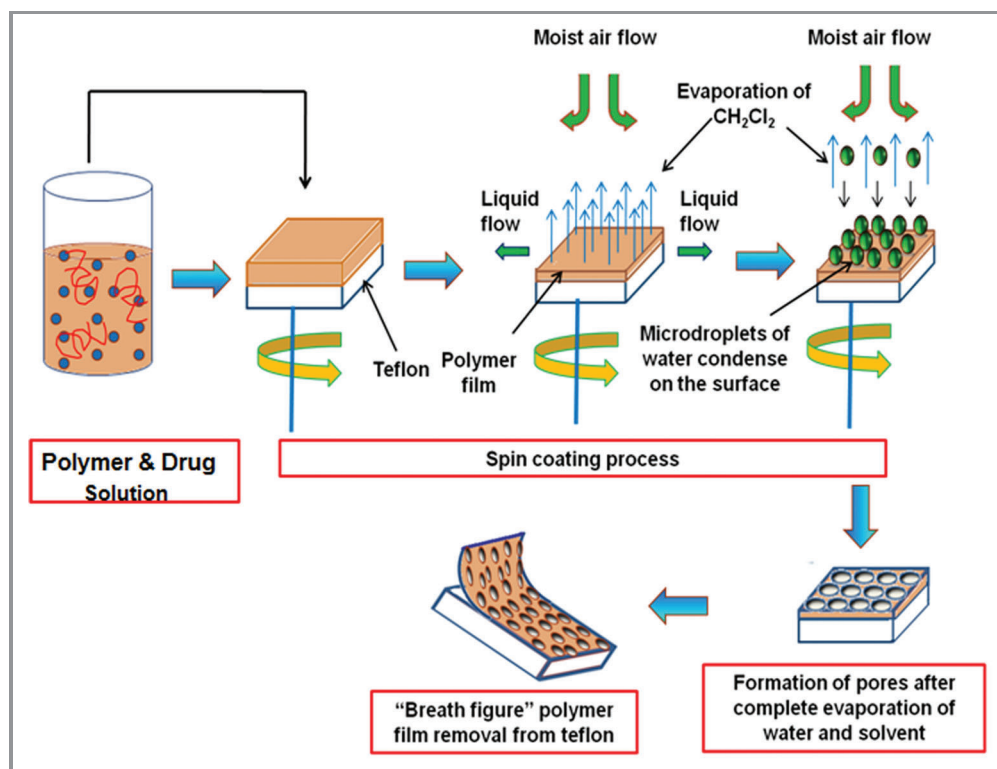 Moist air flow
Moist air flow
Evaporation of
CH₂Cl₂
Liquid
flow
Liquid
flow
Teflon
Polymer
film
Microdroplets of
water condense
on the surface
Polymer & Drug
Solution
Spin coating process
“Breath figure” polymer
film removal from teflon
Formation of pores after
complete evaporation of
water and solvent